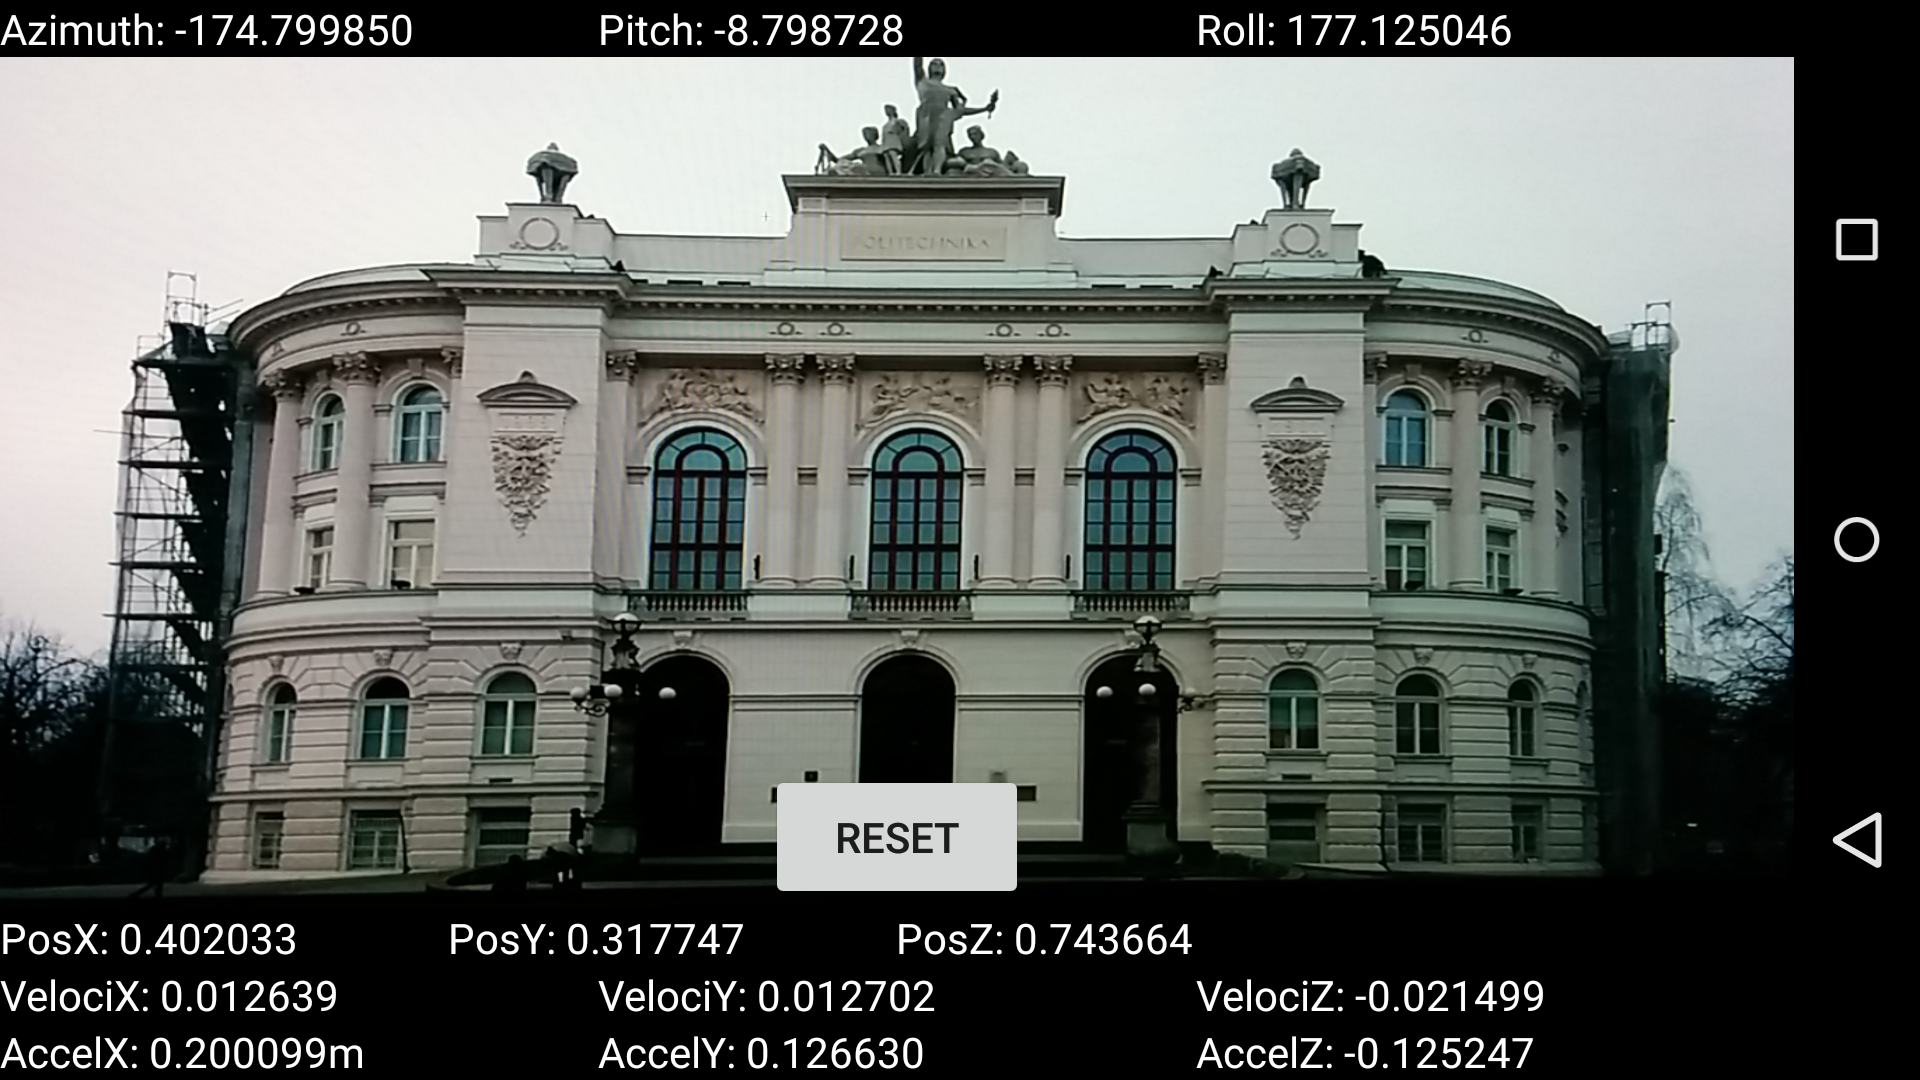 Azimuth: -174.799850 Pitch: -8.798728 Roll: 177.125046
POLITECHNIKA
RESET
PosX: 0.402033 PosY: 0.317747 PosZ: 0.743664
VelociX: 0.012639 VelociY: 0.012702 VelociZ: -0.021499
AccelX: 0.200099m AccelY: 0.126630 AccelZ: -0.125247